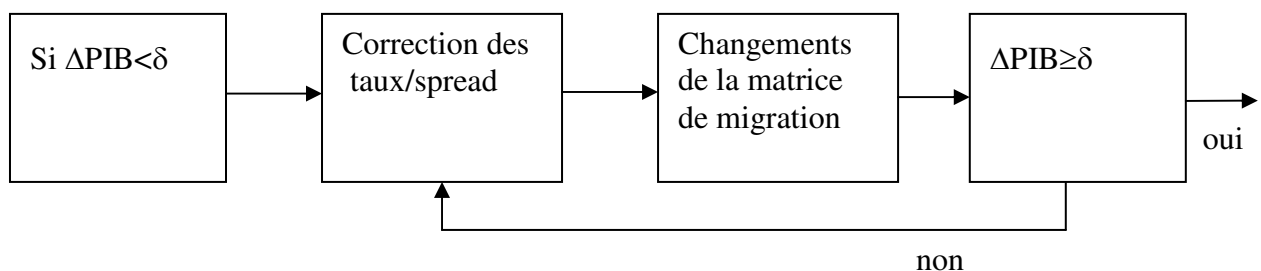 Si ΔPIB<δ
Correction des
taux/spread
Changements
de la matrice
de migration
ΔPIB≥δ
oui
non